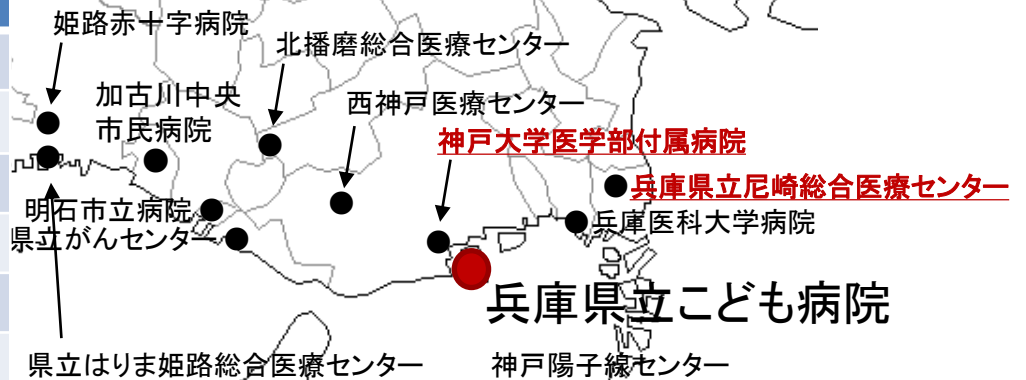 姫路赤十字病院
北播磨総合医療センター
加古川中央
市民病院
西神戸医療センター
神戸大学医学部付属病院
兵庫県立尼崎総合医療センター
明石市立病院
兵庫医科大学病院
県立がんセンター
兵庫県立こども病院
県立はりま姫路総合医療センター
神戸陽子線センター